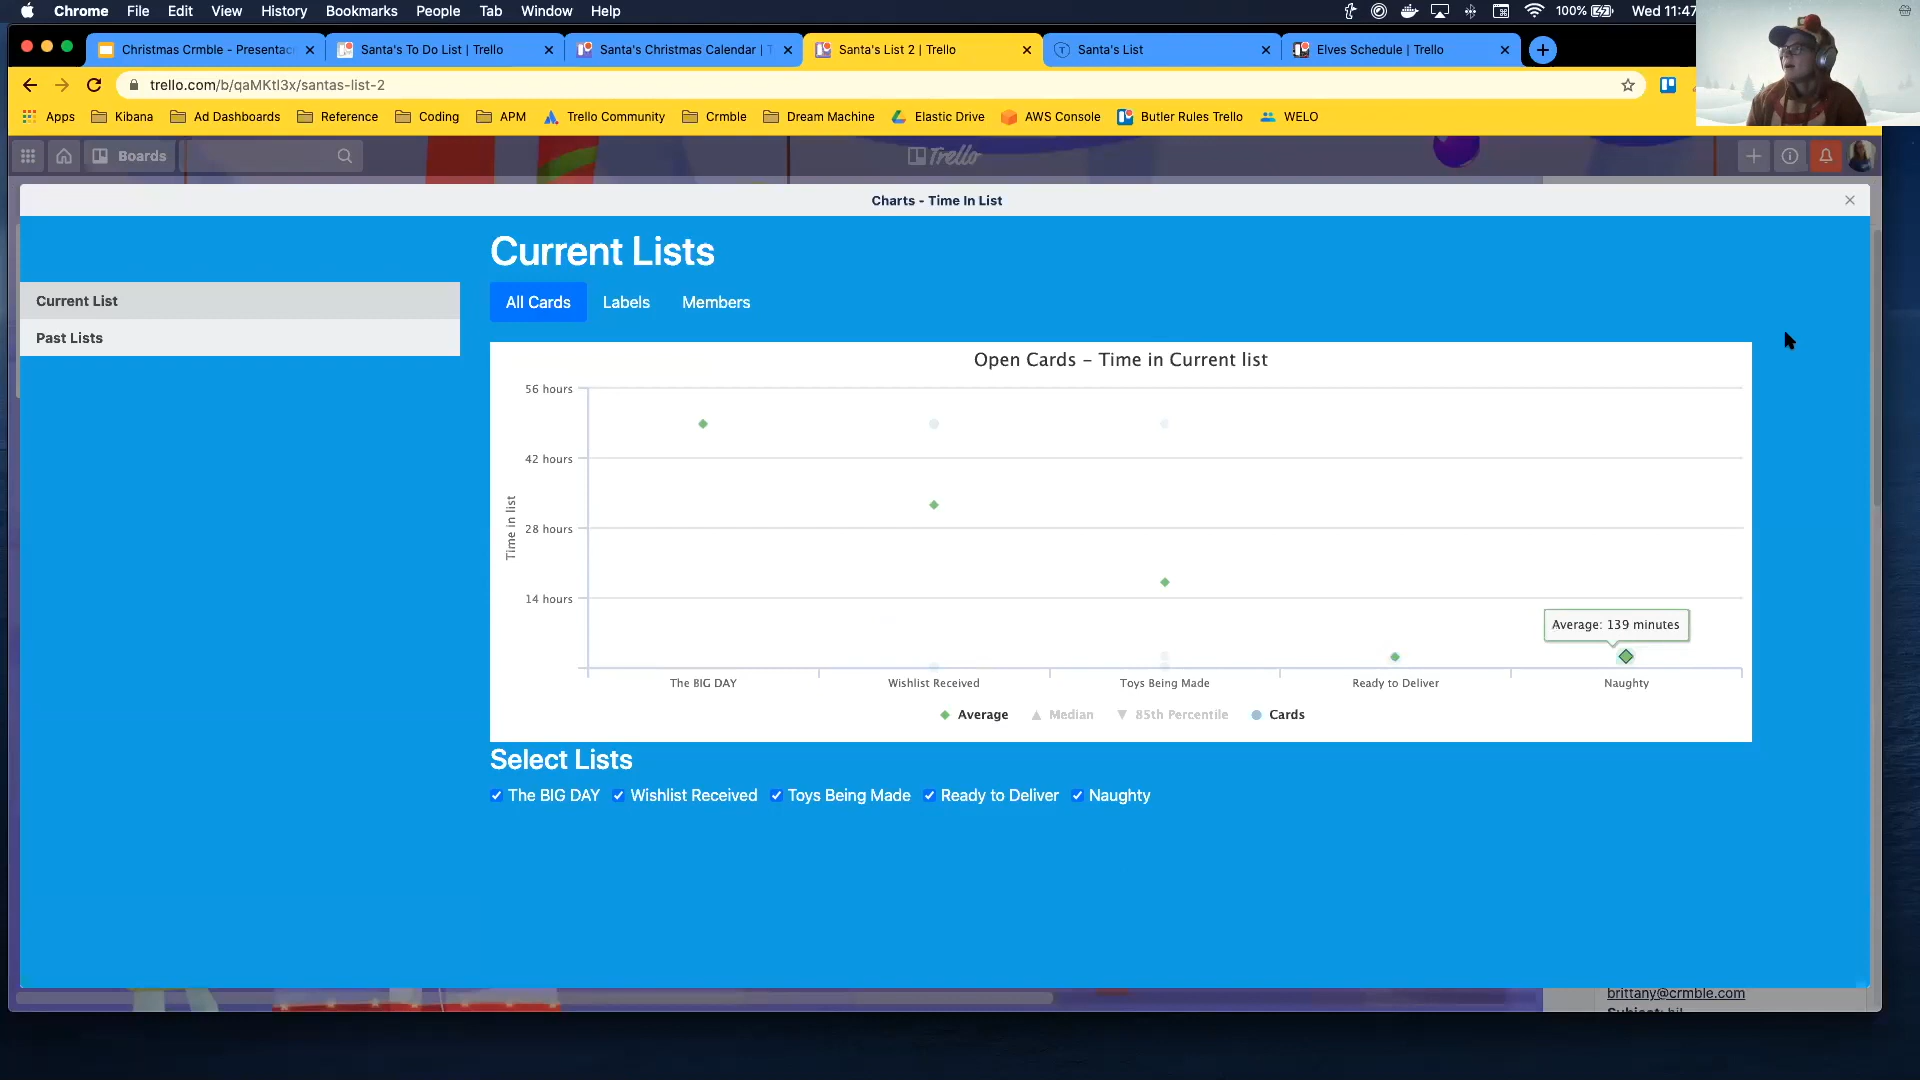 Chrome File Edit View History Bookmarks People Tab Window Help 100% Wed 11:47
Christmas Crmble - Presentac Santa's To Do List | Trello Santa's Christmas Calendar | T Santa's List 2 | Trello Santa's List Elves Schedule | Trello
trello.com/b/qaMKtl3x/santas-list-2
Apps Kibana Ad Dashboards Reference Coding APM Trello Community Crmble Dream Machine Elastic Drive AWS Console Butler Rules Trello WELO
Boards Trello
Charts - Time In List
Current Lists
Current List
Past Lists
All Cards Labels Members
Open Cards - Time in Current list
56 hours
42 hours
28 hours
14 hours
Time in list
Average: 139 minutes
The BIG DAY Wishlist Received Toys Being Made Ready to Deliver Naughty
Average Median 85th Percentile Cards
Select Lists
The BIG DAY Wishlist Received Toys Being Made Ready to Deliver Naughty
brittany@crmble.com